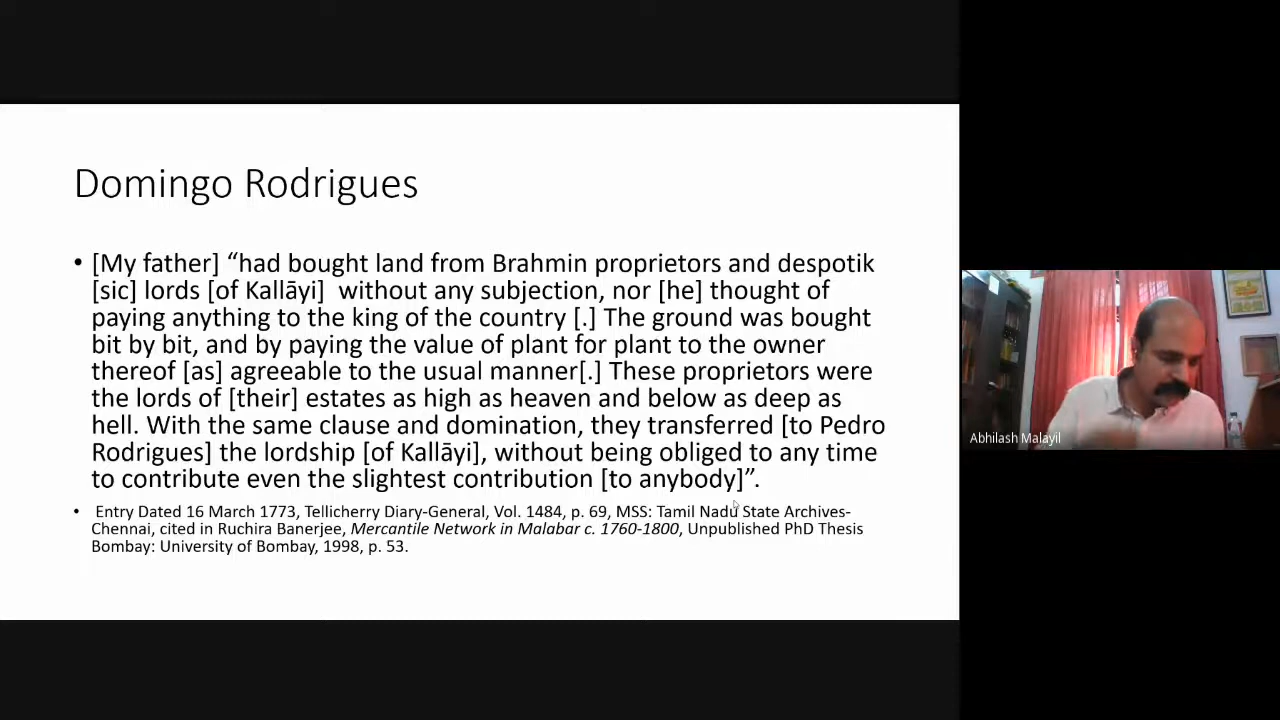 Domingo Rodrigues
• [My father] “had bought land from Brahmin proprietors and despotik
[sic] lords [of Kallāyi] without any subjection, nor [he] thought of
paying anything to the king of the country [.] The ground was bought
bit by bit, and by paying the value of plant for plant to the owner
thereof [as] agreeable to the usual manner[.] These proprietors were
the lords of [their] estates as high as heaven and below as deep as
hell. With the same clause and domination, they transferred [to Pedro
Rodrigues] the lordship [of Kallāyi], without being obliged to any time
to contribute even the slightest contribution [to anybody]”.
• Entry Dated 16 March 1773, Tellicherry Diary-General, Vol. 1484, p. 69, MSS: Tamil Nadu State Archives-
Chennai, cited in Ruchira Banerjee, Mercantile Network in Malabar c. 1760-1800, Unpublished PhD Thesis
Bombay: University of Bombay, 1998, p. 53.
Abhilash Malayil